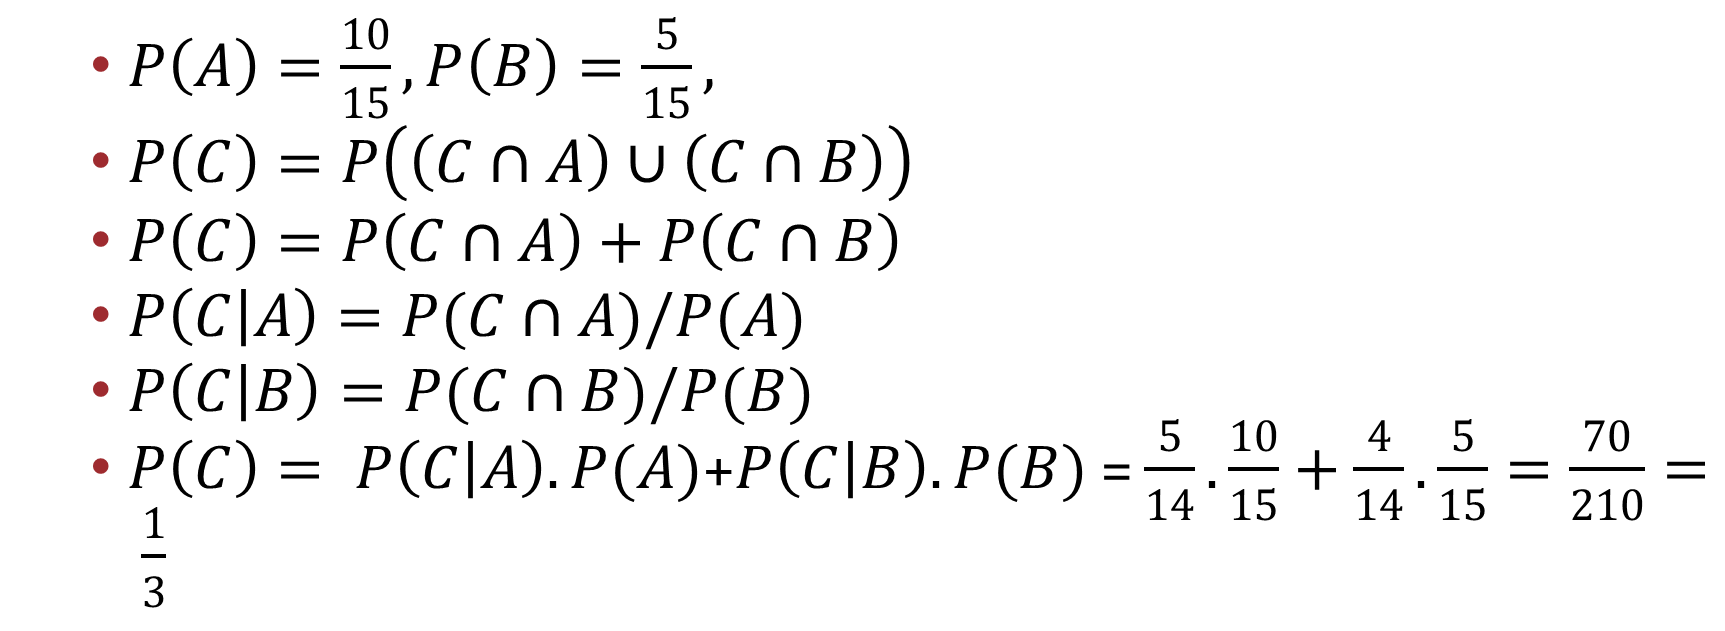 • P(A) = 10/15, P(B) = 5/15,
• P(C) = P((C ∩ A) ∪ (C ∩ B))
• P(C) = P(C ∩ A) + P(C ∩ B)
• P(C|A) = P(C ∩ A)/P(A)
• P(C|B) = P(C ∩ B)/P(B)
• P(C) = P(C|A). P(A)+P(C|B). P(B) = 5/14 . 10/15 + 4/14 . 5/15 = 70/210 =
1/3